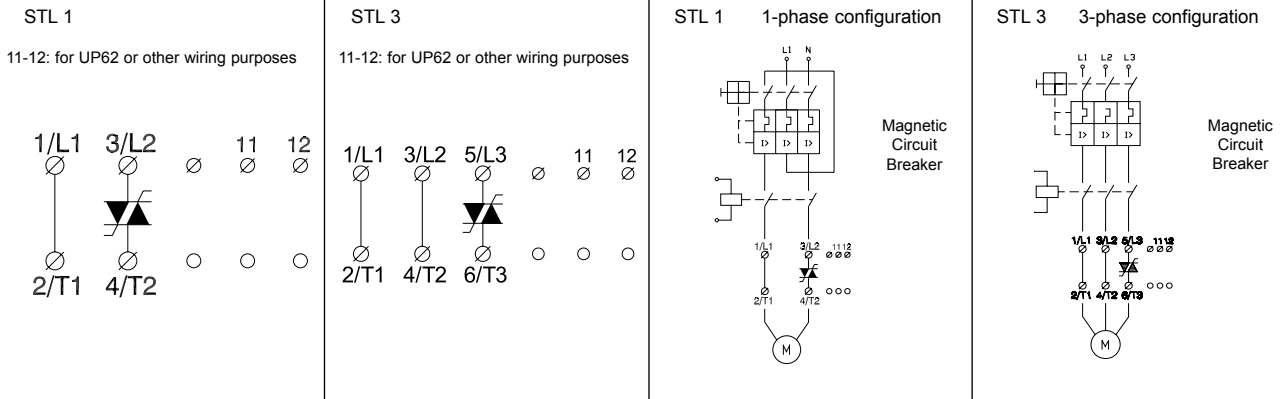 STL 1
11-12: for UP62 or other wiring purposes
1/L1 3/L2 11 12
2/T1 4/T2
STL 3
11-12: for UP62 or other wiring purposes
1/L1 3/L2 5/L3 11 12
2/T1 4/T2 6/T3
STL 1 1-phase configuration
L1 N
I> I> I>
Magnetic
Circuit
Breaker
1/L1 3/L2 11 12
2/T1 4/T2
M
STL 3 3-phase configuration
L1 L2 L3
I> I> I>
Magnetic
Circuit
Breaker
1/L1 3/L2 5/L3 11 12
2/T1 4/T2 6/T3
M